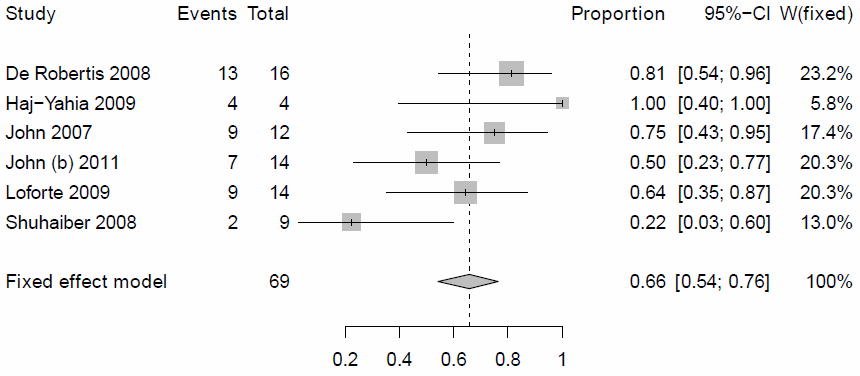 Study Events Total Proportion 95%−CI W(fixed)
De Robertis 2008 13 16 0.81 [0.54; 0.96] 23.2%
Haj−Yahia 2009 4 4 1.00 [0.40; 1.00] 5.8%
John 2007 9 12 0.75 [0.43; 0.95] 17.4%
John (b) 2011 7 14 0.50 [0.23; 0.77] 20.3%
Loforte 2009 9 14 0.64 [0.35; 0.87] 20.3%
Shuhaiber 2008 2 9 0.22 [0.03; 0.60] 13.0%
Fixed effect model 69 0.66 [0.54; 0.76] 100%
0.2 0.4 0.6 0.8 1